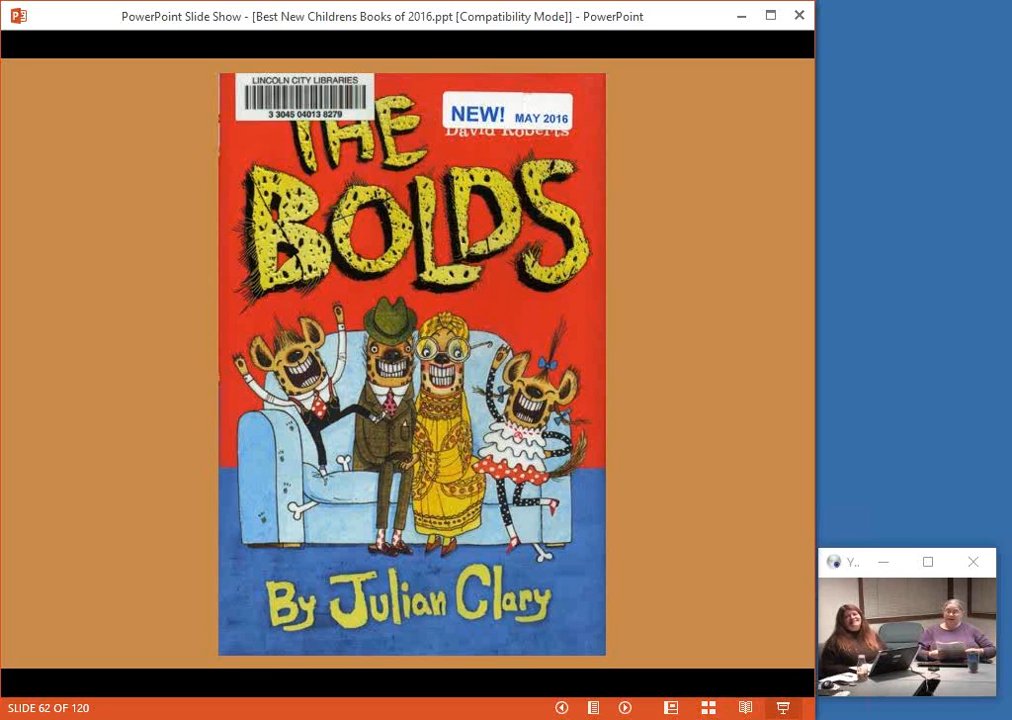 PowerPoint Slide Show - [Best New Childrens Books of 2016.ppt [Compatibility Mode]] - PowerPoint
LINCOLN CITY LIBRARIES
3 3045 04013 8279
NEW! MAY 2016
David Roberts
THE
BOLDS
By Julian Clary
Y..
SLIDE 62 OF 120